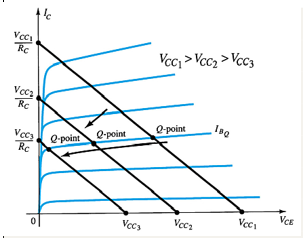 I_C
V_CC1/R_C
V_CC1 > V_CC2 > V_CC3
V_CC2/R_C
V_CC3/R_C
Q-point Q-point Q-point
I_BQ
0 V_CC3 V_CC2 V_CC1 V_CE